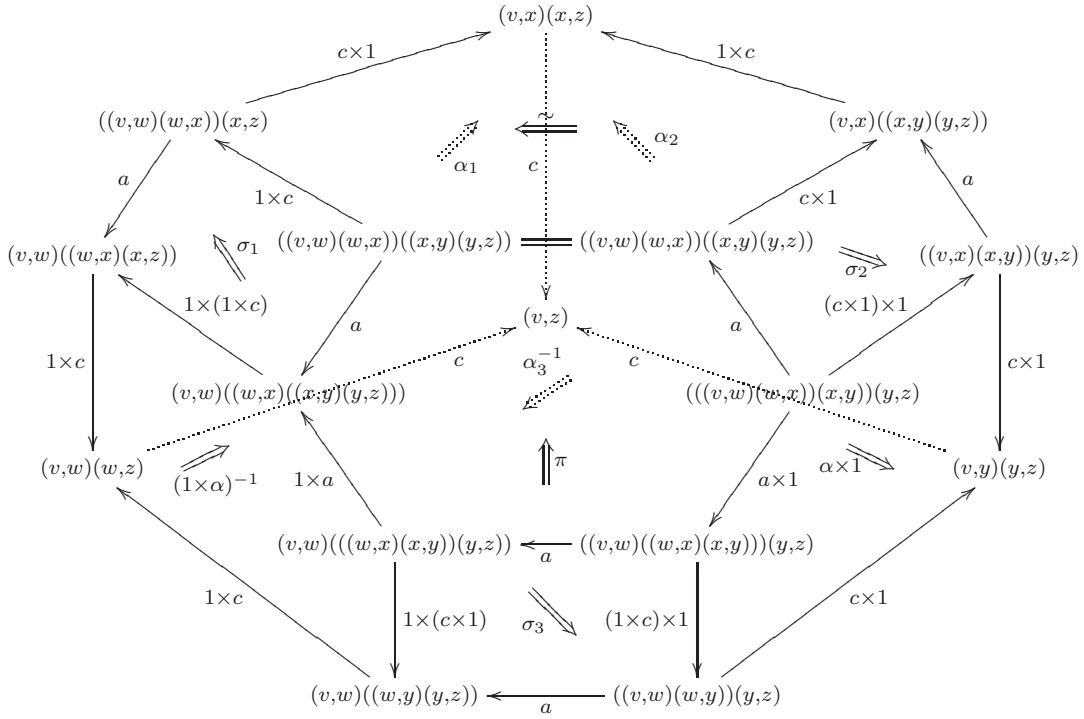 (v,x)(x,z)
c×1
1×c
((v,w)(w,x))(x,z)
∼
(v,x)((x,y)(y,z))
α₁
c
α₂
a
1×c
c×1
a
(v,w)((w,x)(x,z))
σ₁
((v,w)(w,x))((x,y)(y,z))
((v,w)(w,x))((x,y)(y,z))
σ₂
((v,x)(x,y))(y,z)
1×(1×c)
a
(v,z)
a
(c×1)×1
1×c
c
α₃⁻¹
c
c×1
(v,w)((w,x)((x,y)(y,z)))
(((v,w)(w,x))(x,y))(y,z)
(v,w)(w,z)
(1×α)⁻¹
1×a
π
a×1
α×1
(v,y)(y,z)
(v,w)(((w,x)(x,y))(y,z))
a
((v,w)((w,x)(x,y)))(y,z)
1×c
1×(c×1)
σ₃
(1×c)×1
c×1
(v,w)((w,y)(y,z))
a
((v,w)(w,y))(y,z)